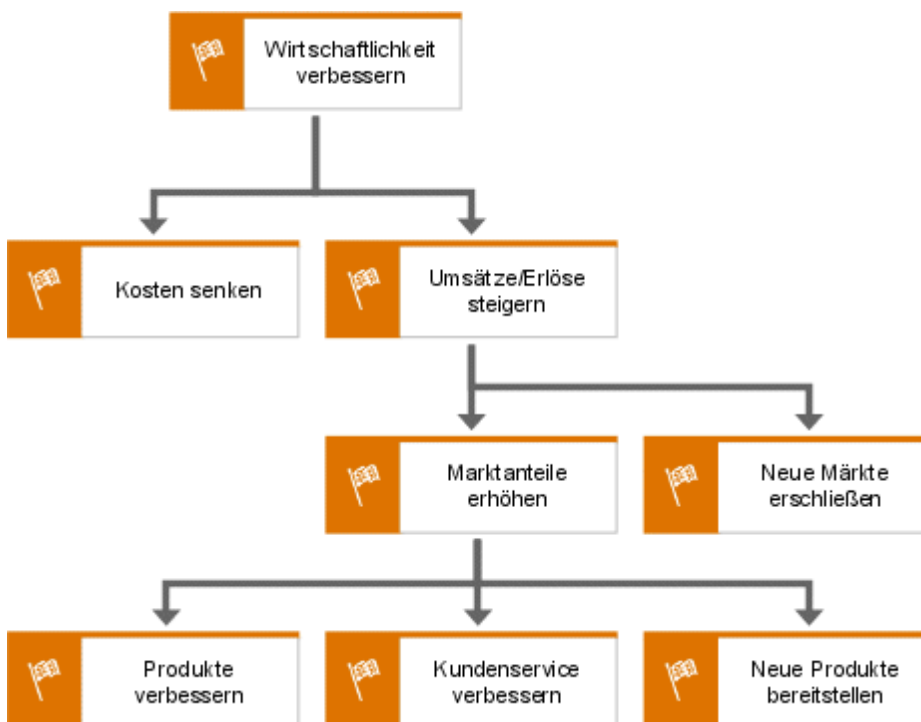 Wirtschaftlichkeit
verbessern
Kosten senken
Umsätze/Erlöse
steigern
Marktanteile
erhöhen
Neue Märkte
erschließen
Produkte
verbessern
Kundenservice
verbessern
Neue Produkte
bereitstellen